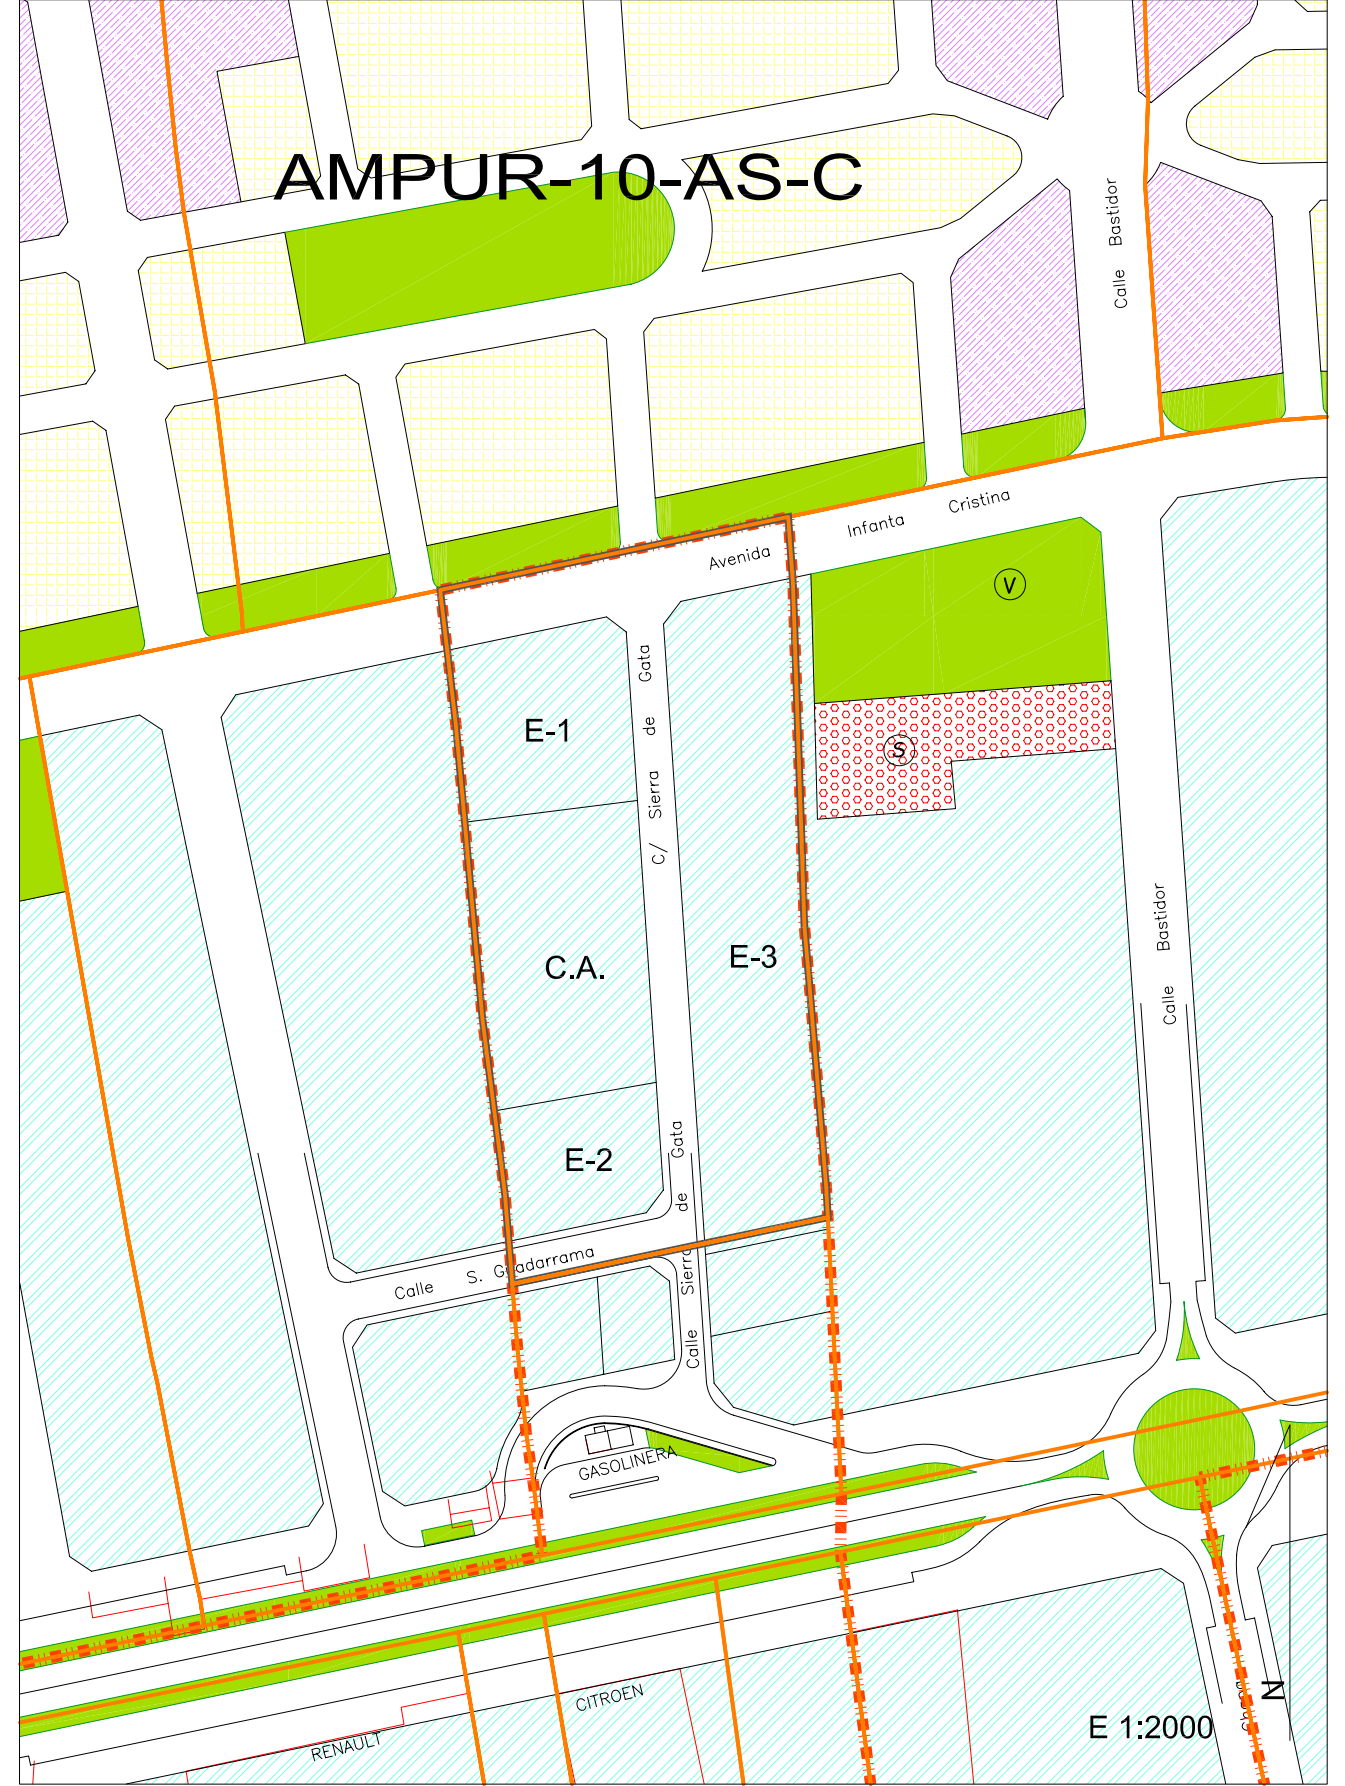 AMPUR-10-AS-C
Calle Bastidor
Avenida Infanta Cristina
V
C/ Sierra de Gata
E-1
S
C.A.
E-3
Calle Bastidor
E-2
Calle Sierra de Gata
Calle S. Guadarrama
GASOLINERA
CITROEN
RENAULT
E 1:2000
N